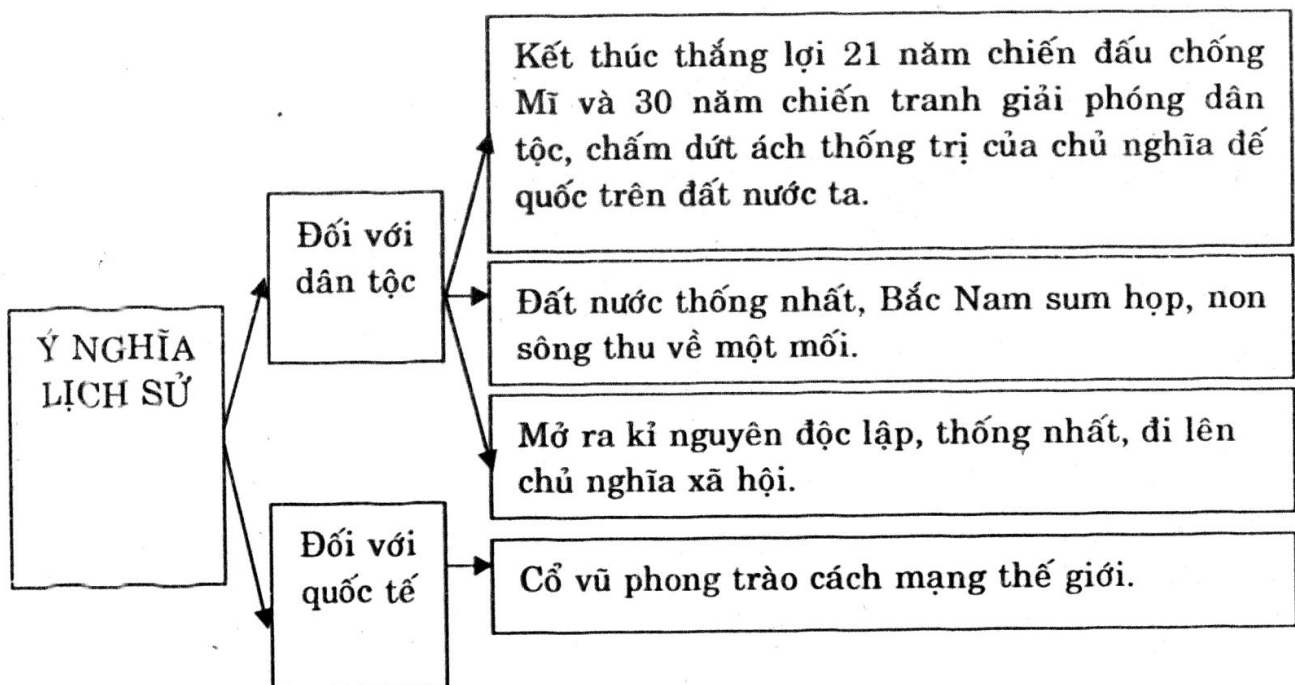 Ý NGHĨA
LỊCH SỬ
Đối với
dân tộc
Kết thúc thắng lợi 21 năm chiến đấu chống
Mĩ và 30 năm chiến tranh giải phóng dân
tộc, chấm dứt ách thống trị của chủ nghĩa đế
quốc trên đất nước ta.
Đất nước thống nhất, Bắc Nam sum họp, non
sông thu về một mối.
Mở ra kỉ nguyên độc lập, thống nhất, đi lên
chủ nghĩa xã hội.
Đối với
quốc tế
Cổ vũ phong trào cách mạng thế giới.